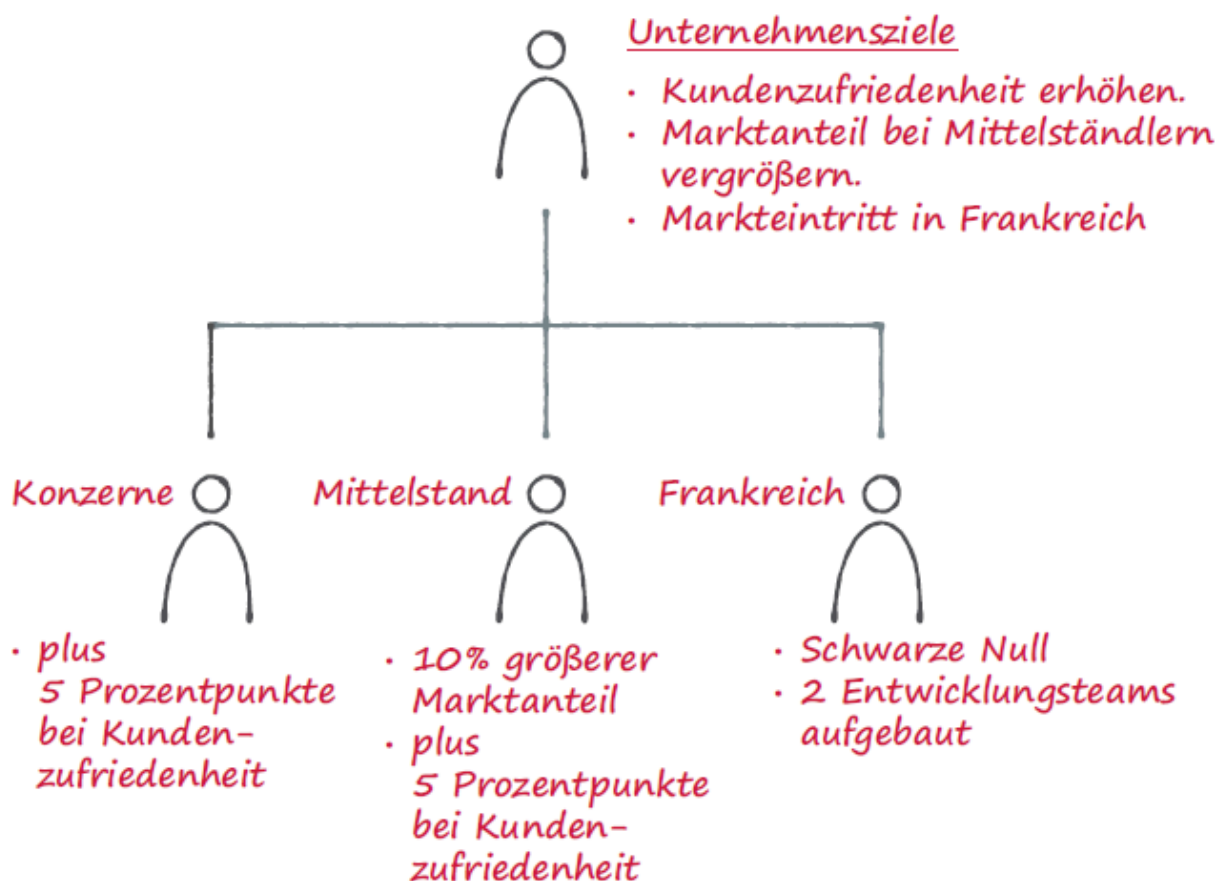 Unternehmensziele
· Kundenzufriedenheit erhöhen.
· Marktanteil bei Mittelständlern
vergrößern.
· Markteintritt in Frankreich
Konzerne
· plus
5 Prozentpunkte
bei Kunden-
zufriedenheit
Mittelstand
· 10% größerer
Marktanteil
· plus
5 Prozentpunkte
bei Kunden-
zufriedenheit
Frankreich
· Schwarze Null
· 2 Entwicklungsteams
aufgebaut